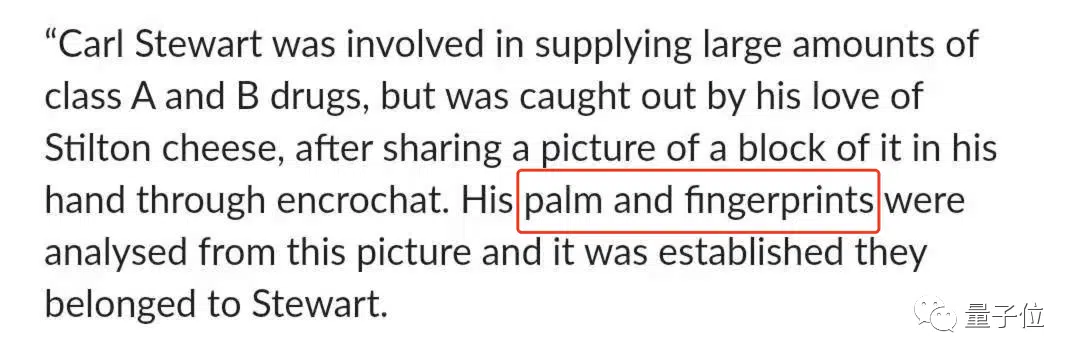 “Carl Stewart was involved in supplying large amounts of
class A and B drugs, but was caught out by his love of
Stilton cheese, after sharing a picture of a block of it in his
hand through encrochat. His palm and fingerprints were
analysed from this picture and it was established they
belonged to Stewart.
量子位